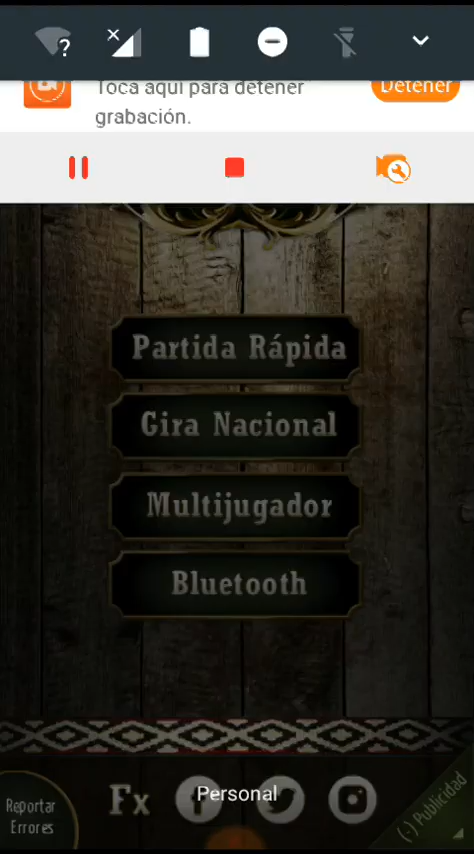 ?
Toca aquí para detener
Detener
grabación.
Partida Rápida
Gira Nacional
Multijugador
Bluetooth
Reportar
Errores
Fx
Personal
(-) Publicidad